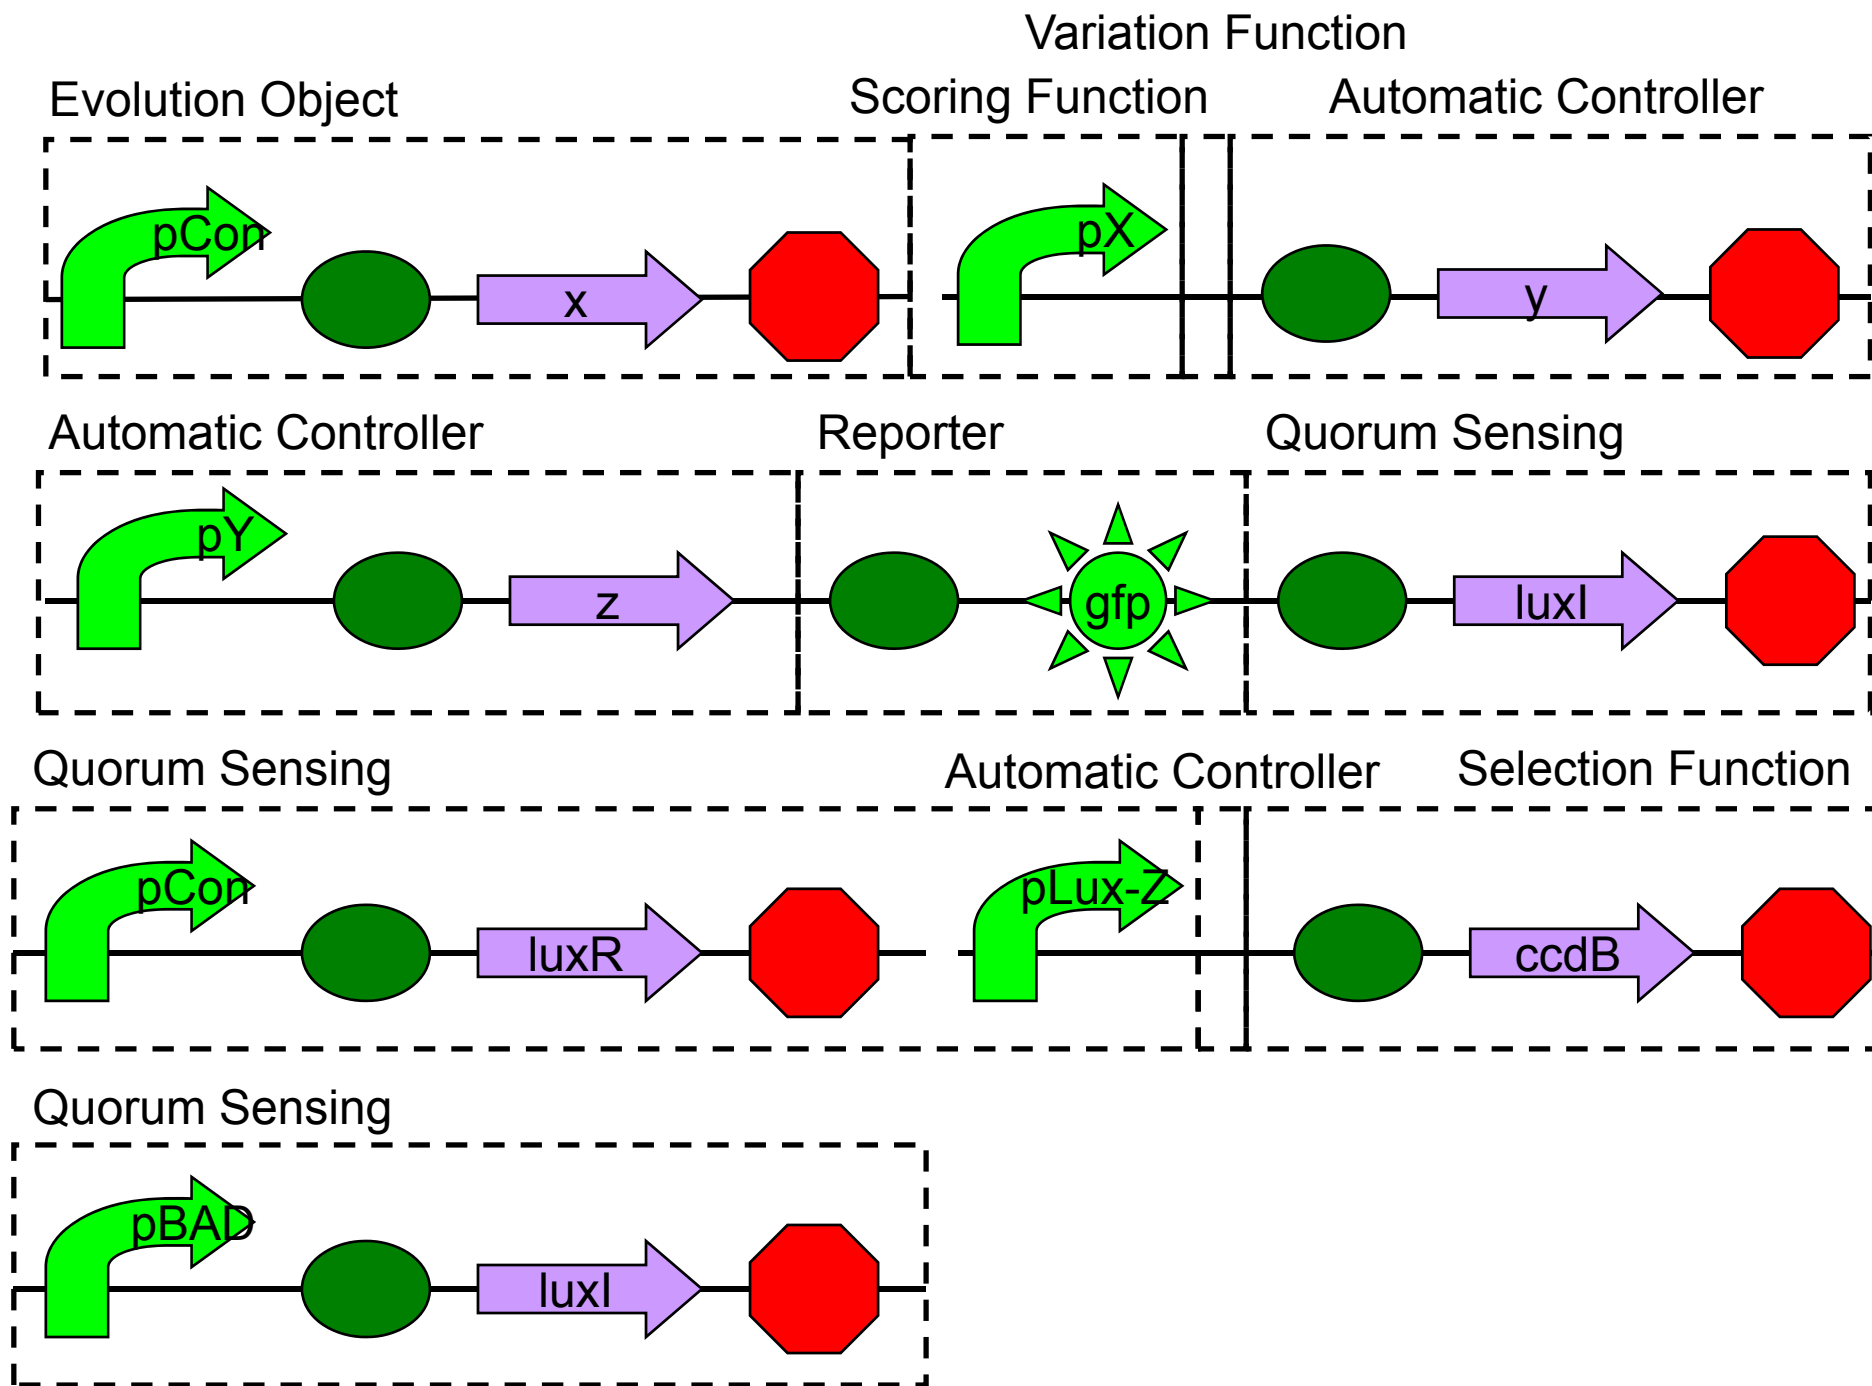 Variation Function
Evolution Object
Scoring Function
Automatic Controller
pCon
x
pX
y
Automatic Controller
Reporter
Quorum Sensing
pY
z
gfp
luxI
Quorum Sensing
Automatic Controller
Selection Function
pCon
luxR
pLux-Z
ccdB
Quorum Sensing
pBAD
luxI